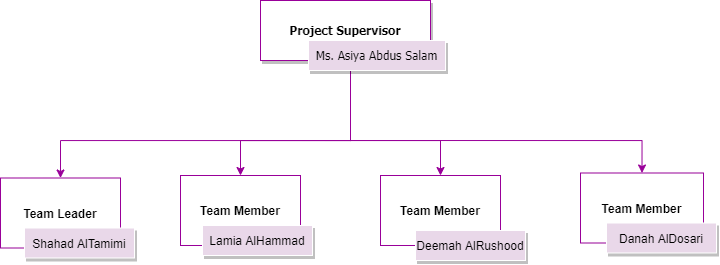 Project Supervisor
Ms. Asiya Abdus Salam
Team Leader
Shahad AlTamimi
Team Member
Lamia AlHammad
Team Member
Deemah AlRushood
Team Member
Danah AlDosari